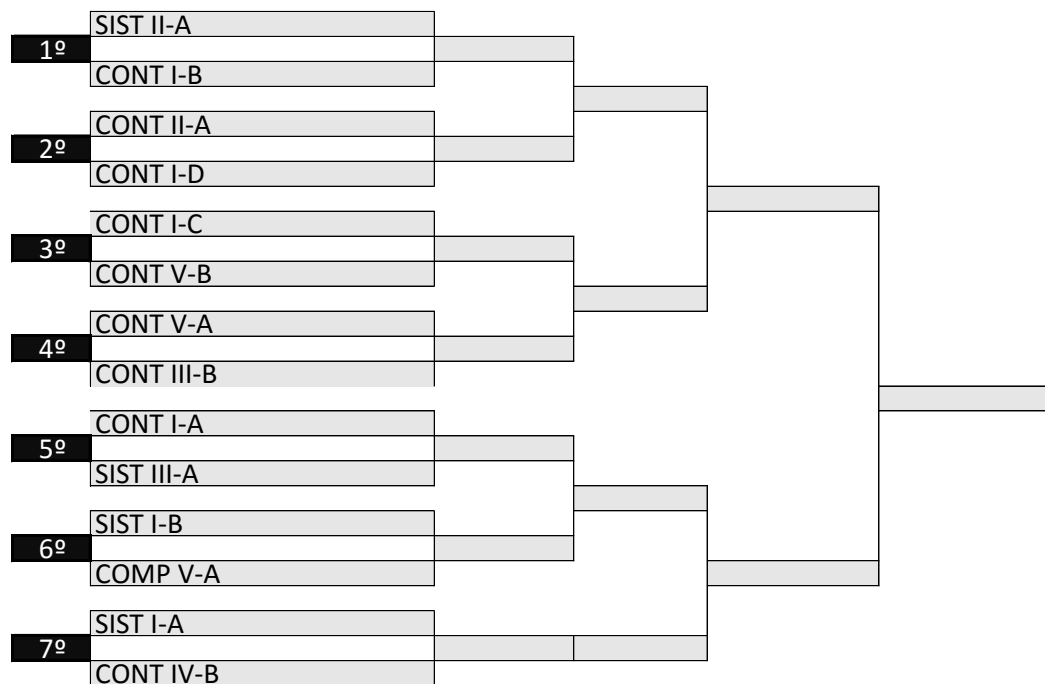 SIST II-A
1º
CONT I-B
CONT II-A
2º
CONT I-D
CONT I-C
3º
CONT V-B
CONT V-A
4º
CONT III-B
CONT I-A
5º
SIST III-A
SIST I-B
6º
COMP V-A
SIST I-A
7º
CONT IV-B